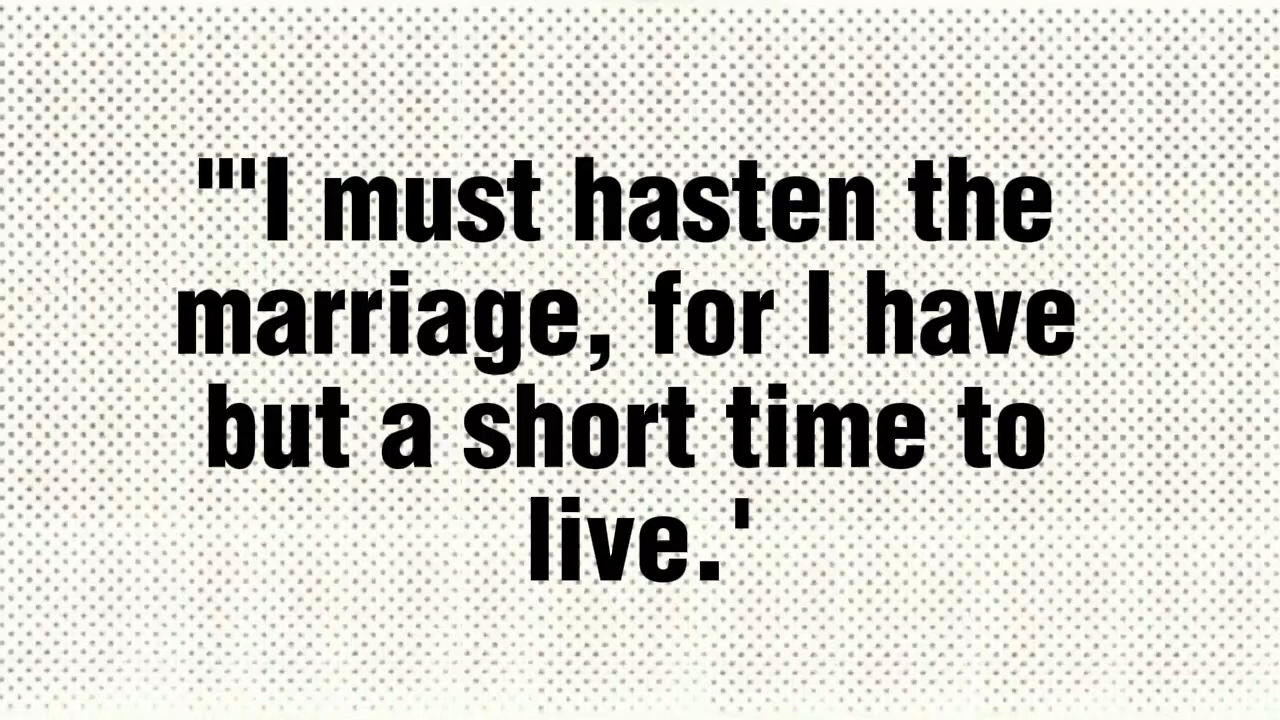 "'I must hasten the
marriage, for I have
but a short time to
live.'